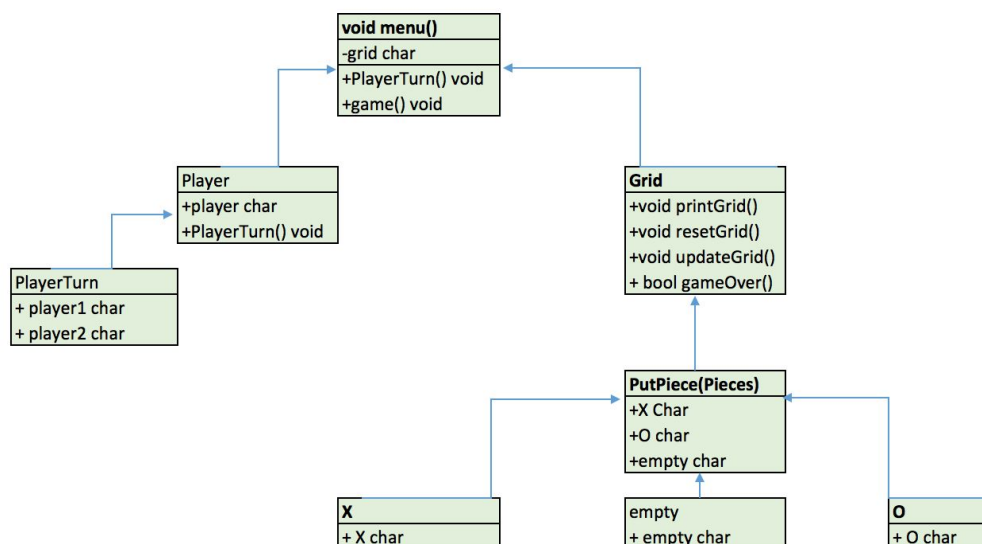 void menu()
-grid char
+PlayerTurn() void
+game() void
Player
+player char
+PlayerTurn() void
Grid
+void printGrid()
+void resetGrid()
+void updateGrid()
+ bool gameOver()
PlayerTurn
+ player1 char
+ player2 char
PutPiece(Pieces)
+X Char
+O char
+empty char
X
+ X char
empty
+ empty char
O
+ O char